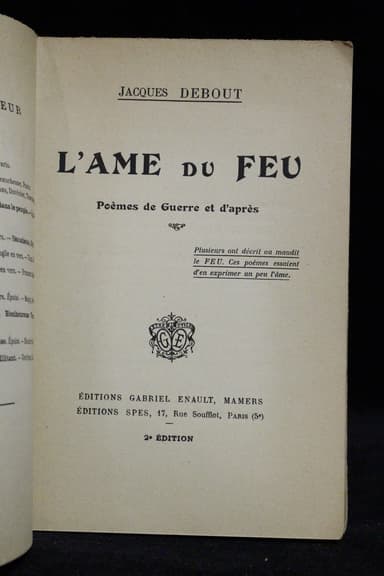 EUR
JACQUES DEBOUT
L'AME DU FEU
Poèmes de Guerre et d'après
Plusieurs ont décrit ou maudit
le FEU. Ces poèmes essaient
d'en exprimer un peu l'âme.
GE
ÉDITIONS GABRIEL ENAULT, MAMERS
ÉDITIONS SPES, 17, Rue Soufflot, PARIS (5e)
2e ÉDITION